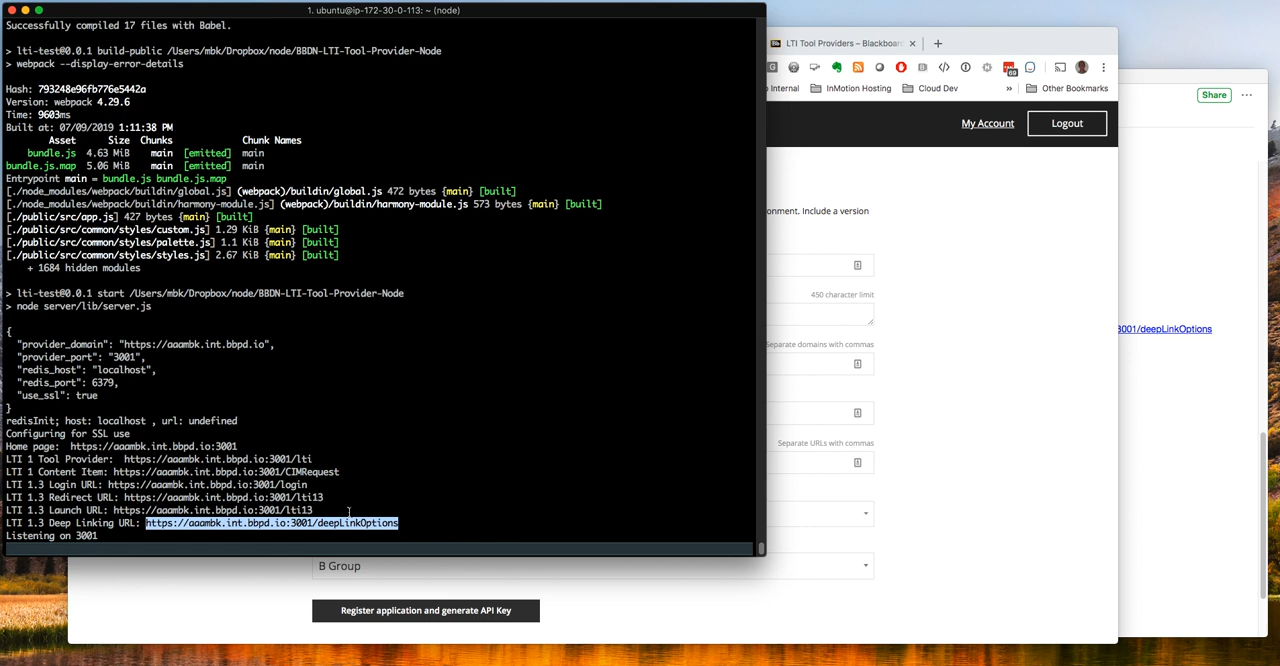 1. ubuntu@ip-172-30-0-113: ~ (node)
Successfully compiled 17 files with Babel.
> lti-test@0.0.1 build-public /Users/mbk/Dropbox/node/BBDN-LTI-Tool-Provider-Node
> webpack --display-error-details
Hash: 793248e96fb776e5442a
Version: webpack 4.29.6
Time: 9603ms
Built at: 07/09/2019 1:11:38 PM
Asset Size Chunks Chunk Names
bundle.js 4.63 MiB main [emitted] main
bundle.js.map 5.06 MiB main [emitted] main
Entrypoint main = bundle.js bundle.js.map
[./node_modules/webpack/buildin/global.js] (webpack)/buildin/global.js 472 bytes {main} [built]
[./node_modules/webpack/buildin/harmony-module.js] (webpack)/buildin/harmony-module.js 573 bytes {main} [built]
[./public/src/app.js] 427 bytes {main} [built]
[./public/src/common/styles/custom.js] 1.29 KiB {main} [built]
[./public/src/common/styles/palette.js] 1.1 KiB {main} [built]
[./public/src/common/styles/styles.js] 2.67 KiB {main} [built]
+ 1684 hidden modules
> lti-test@0.0.1 start /Users/mbk/Dropbox/node/BBDN-LTI-Tool-Provider-Node
> node server/lib/server.js
{
"provider_domain": "https://aaambk.int.bbpd.io",
"provider_port": "3001",
"redis_host": "localhost",
"redis_port": 6379,
"use_ssl": true
}
redisInit; host: localhost , url: undefined
Configuring for SSL use
Home page: https://aaambk.int.bbpd.io:3001
LTI 1 Tool Provider: https://aaambk.int.bbpd.io:3001/lti
LTI 1 Content Item: https://aaambk.int.bbpd.io:3001/CIMRequest
LTI 1.3 Login URL: https://aaambk.int.bbpd.io:3001/login
LTI 1.3 Redirect URL: https://aaambk.int.bbpd.io:3001/lti13
LTI 1.3 Launch URL: https://aaambk.int.bbpd.io:3001/lti13
LTI 1.3 Deep Linking URL: https://aaambk.int.bbpd.io:3001/deepLinkOptions
Listening on 3001
LTI Tool Providers – Blackboard
69
Internal InMotion Hosting Cloud Dev » Other Bookmarks
My Account Logout
onment. Include a version
450 character limit
Separate domains with commas
Separate URLs with commas
B Group
Register application and generate API Key
Share
3001/deepLinkOptions